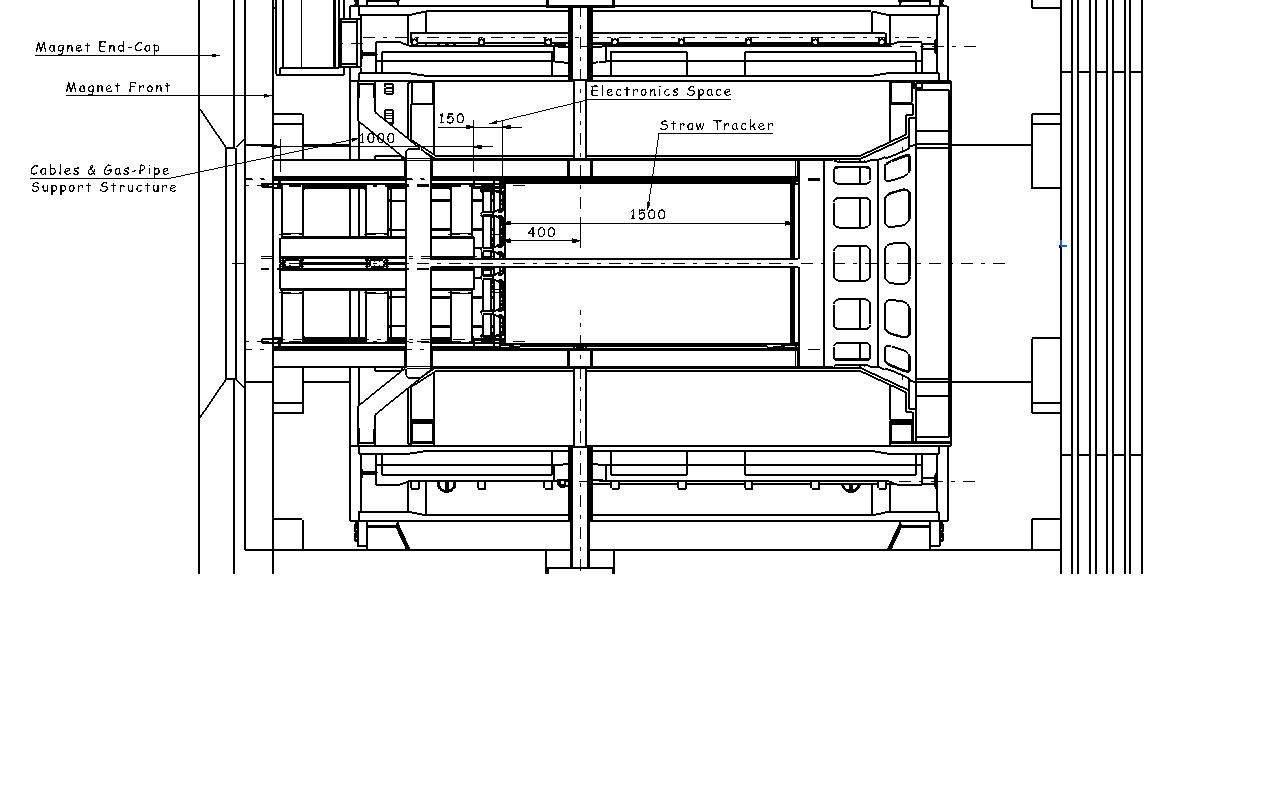 Magnet End-Cap
Magnet Front
Electronics Space
150
Straw Tracker
1000
Cables & Gas-Pipe
Support Structure
1500
400